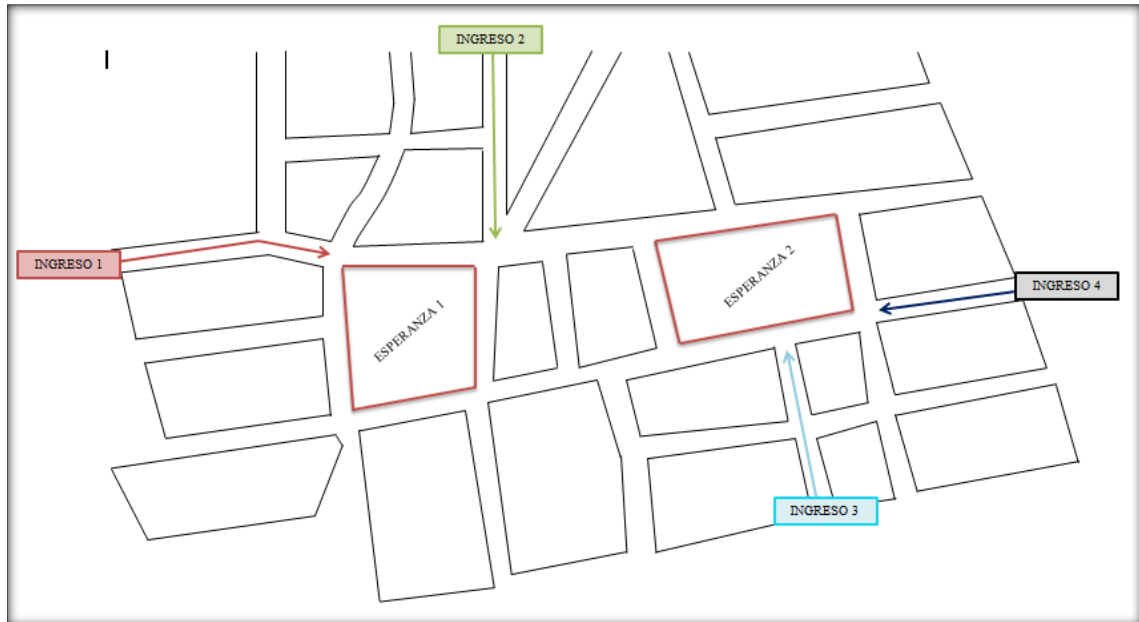 INGRESO 2
INGRESO 1
ESPERANZA 1
ESPERANZA 2
INGRESO 4
INGRESO 3